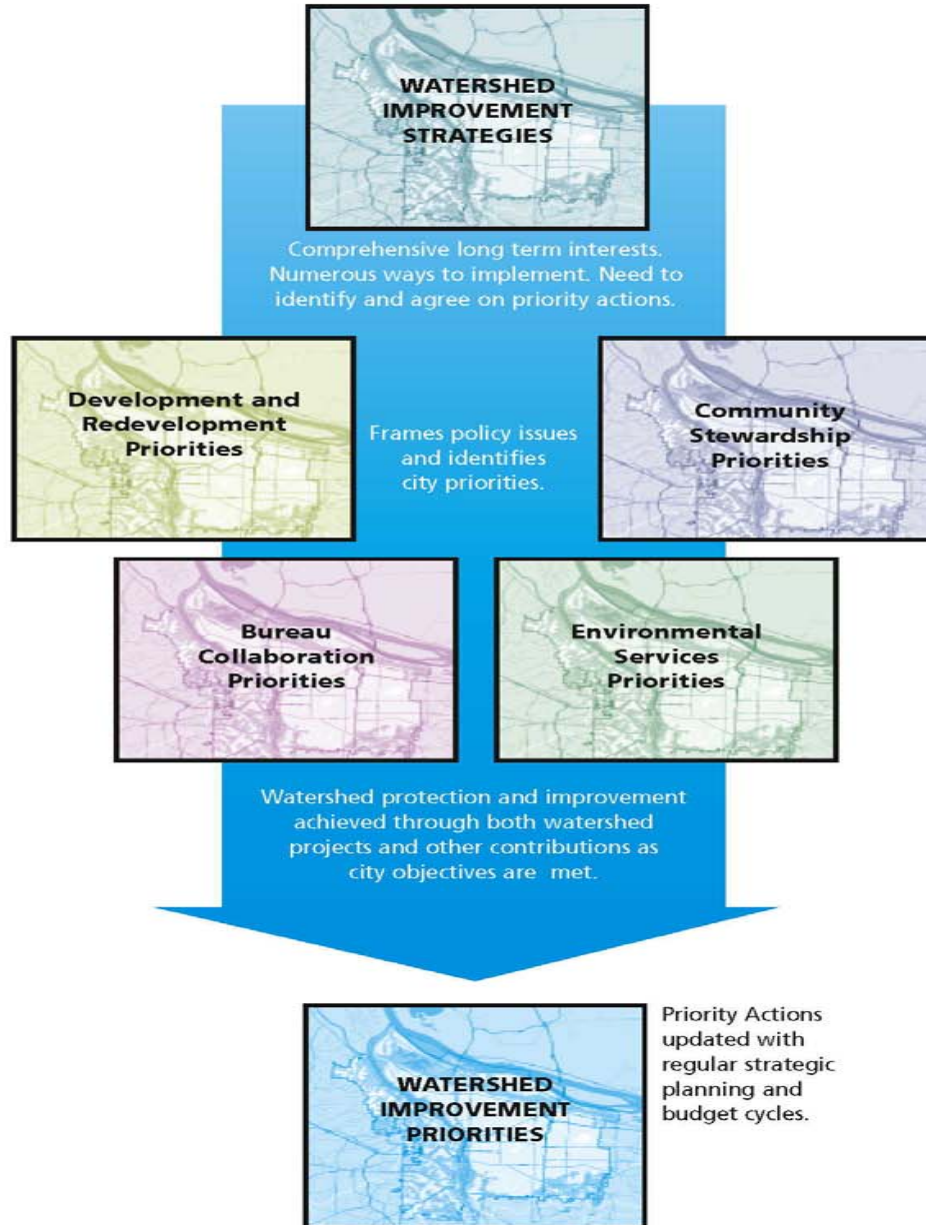 WATERSHED
IMPROVEMENT
STRATEGIES
Comprehensive long term interests.
Numerous ways to implement. Need to
identify and agree on priority actions.
Development and
Redevelopment
Priorities
Frames policy issues
and identifies
city priorities.
Community
Stewardship
Priorities
Bureau
Collaboration
Priorities
Environmental
Services
Priorities
Watershed protection and improvement
achieved through both watershed
projects and other contributions as
city objectives are  met.
WATERSHED
IMPROVEMENT
PRIORITIES
Priority Actions
updated with
regular strategic
planning and
budget cycles.